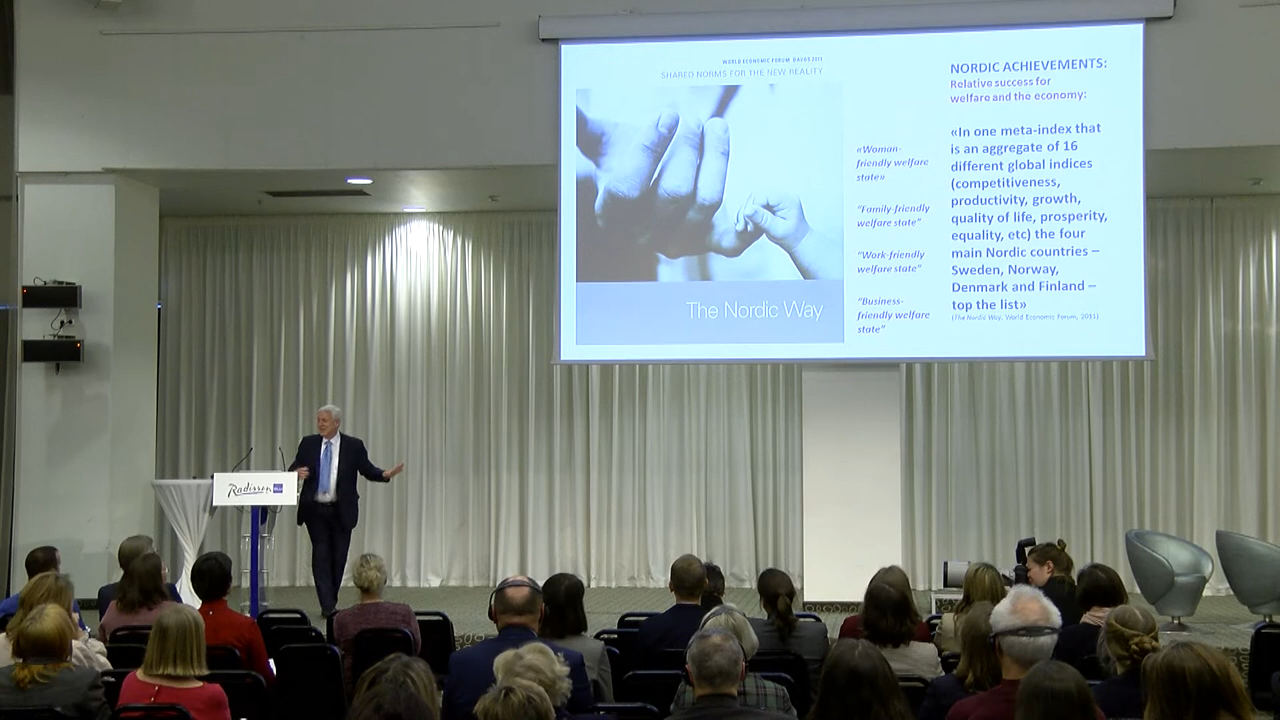 WORLD ECONOMIC FORUM DAVOS 2011
SHARED NORMS FOR THE NEW REALITY
The Nordic Way
«Woman-
friendly welfare
state»
“Family-friendly
welfare state”
“Work-friendly
welfare state”
“Business-
friendly welfare
state”
NORDIC ACHIEVEMENTS:
Relative success for
welfare and the economy:
«In one meta-index that
is an aggregate of 16
different global indices
(competitiveness,
productivity, growth,
quality of life, prosperity,
equality, etc) the four
main Nordic countries –
Sweden, Norway,
Denmark and Finland –
top the list»
(The Nordic Way, World Economic Forum, 2011)
Radisson